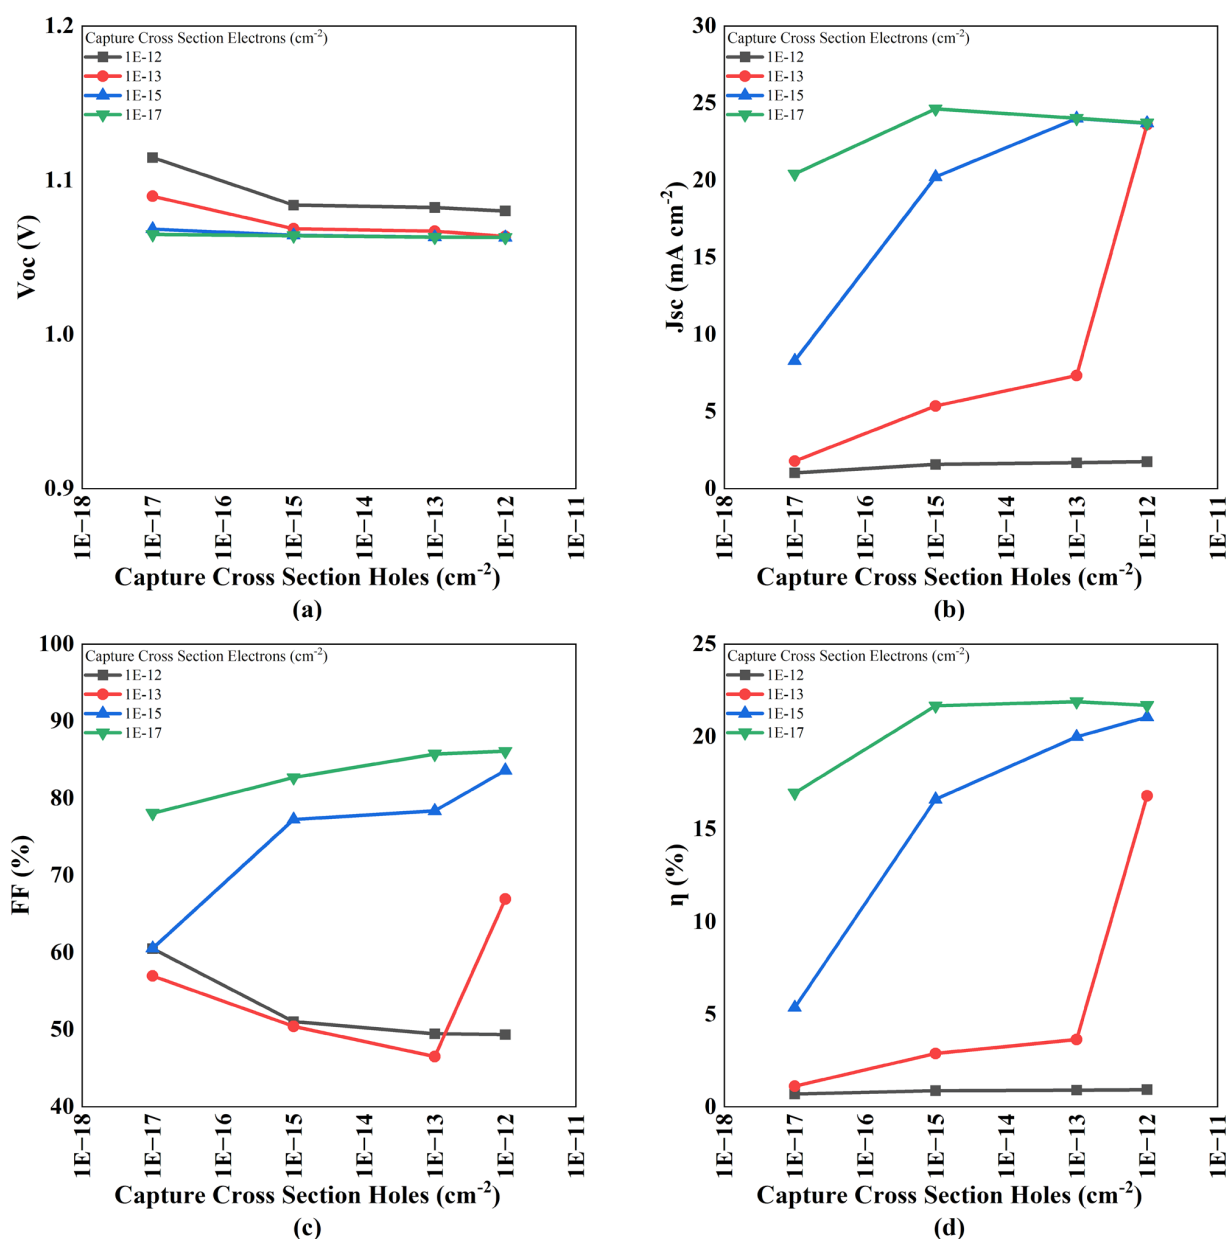 1.2
1.1
1.0
0.9
Voc (V)
Capture Cross Section Electrons (cm-2)
1E-12
1E-13
1E-15
1E-17
1E−18
1E−17
1E−16
1E−15
1E−14
1E−13
1E−12
1E−11
Capture Cross Section Holes (cm-2)
(a)
30
25
20
15
10
5
0
Jsc (mA cm-2)
Capture Cross Section Electrons (cm-2)
1E-12
1E-13
1E-15
1E-17
1E−18
1E−17
1E−16
1E−15
1E−14
1E−13
1E−12
1E−11
Capture Cross Section Holes (cm-2)
(b)
100
90
80
70
60
50
40
FF (%)
Capture Cross Section Electrons (cm-2)
1E-12
1E-13
1E-15
1E-17
1E−18
1E−17
1E−16
1E−15
1E−14
1E−13
1E−12
1E−11
Capture Cross Section Holes (cm-2)
(c)
25
20
15
10
5
0
η (%)
Capture Cross Section Electrons (cm-2)
1E-12
1E-13
1E-15
1E-17
1E−18
1E−17
1E−16
1E−15
1E−14
1E−13
1E−12
1E−11
Capture Cross Section Holes (cm-2)
(d)